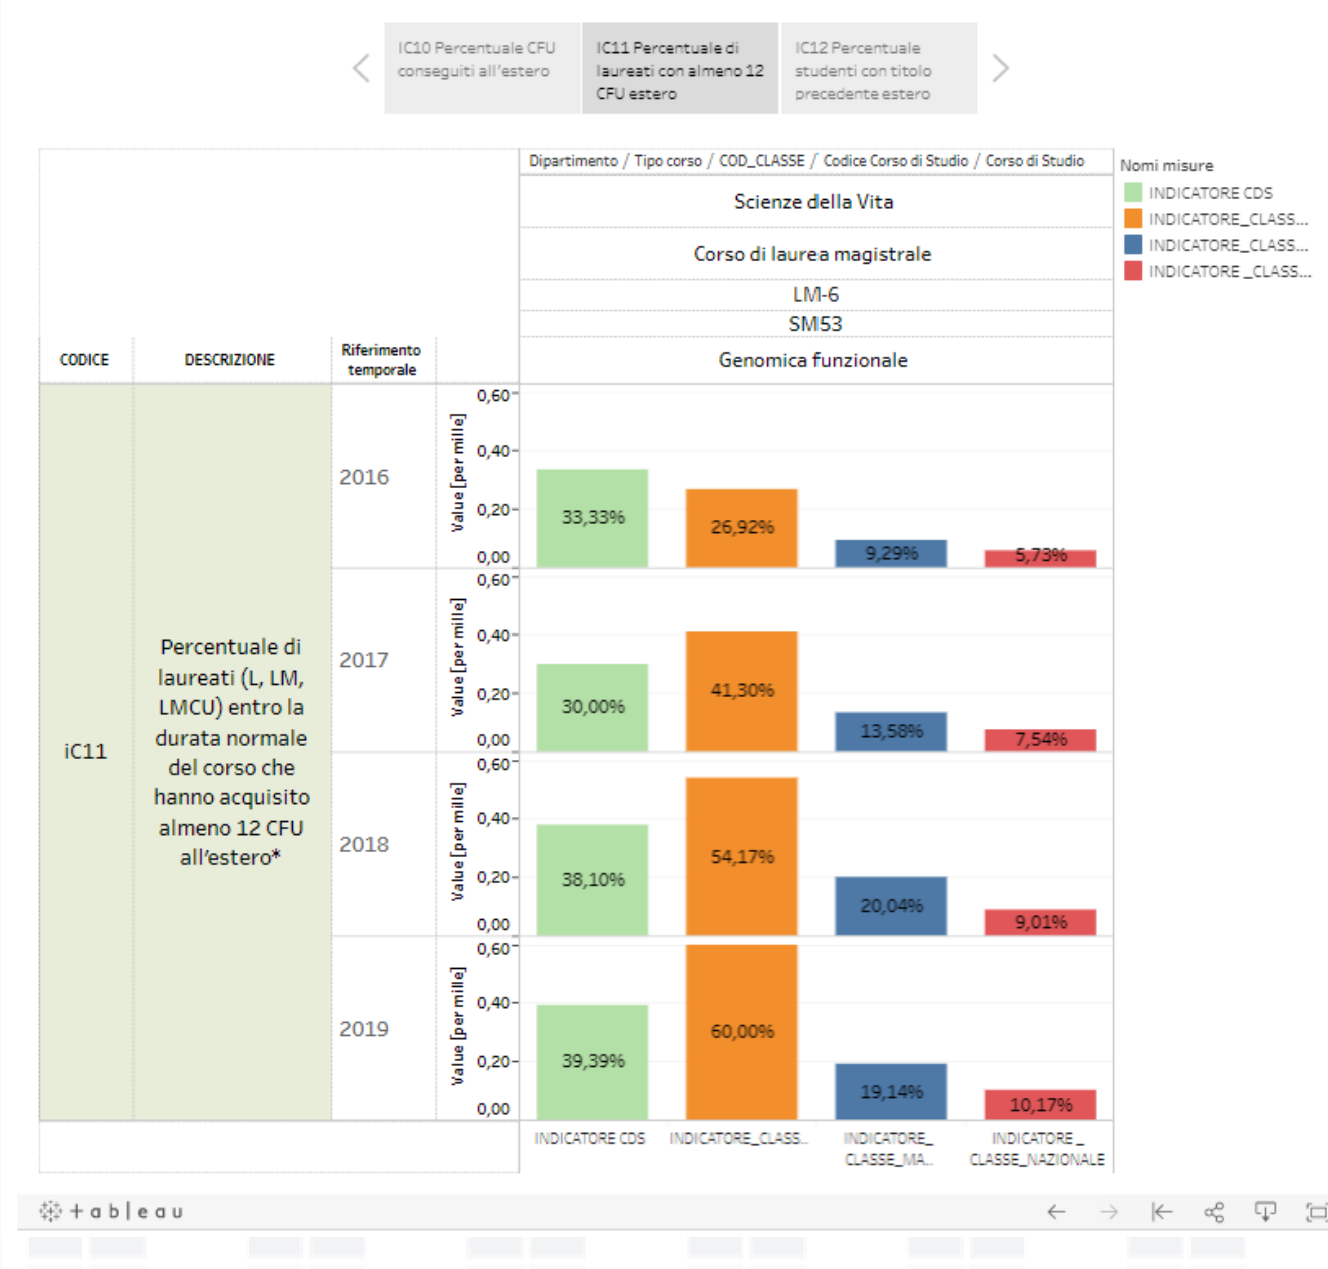 IC10 Percentuale CFU
conseguiti all'estero
IC11 Percentuale di
laureati con almeno 12
CFU estero
IC12 Percentuale
studenti con titolo
precedente estero
Dipartimento / Tipo corso / COD_CLASSE / Codice Corso di Studio / Corso di Studio
Scienze della Vita
Corso di laurea magistrale
LM-6
SMI53
Genomica funzionale
CODICE
DESCRIZIONE
Riferimento
temporale
Nomi misure
INDICATORE CDS
INDICATORE_CLASS...
INDICATORE_CLASS...
INDICATORE _CLASS...
iC11
Percentuale di
laureati (L, LM,
LMCU) entro la
durata normale
del corso che
hanno acquisito
almeno 12 CFU
all'estero*
2016
Value [per mille]
0,60
0,40
0,20
0,00
33,33%
26,92%
9,29%
5,73%
2017
Value [per mille]
0,60
0,40
0,20
0,00
30,00%
41,30%
13,58%
7,54%
2018
Value [per mille]
0,60
0,40
0,20
0,00
38,10%
54,17%
20,04%
9,01%
2019
Value [per mille]
0,60
0,40
0,20
0,00
39,39%
60,00%
19,14%
10,17%
INDICATORE CDS
INDICATORE_CLASS..
INDICATORE_
CLASSE_MA..
INDICATORE _
CLASSE_NAZIONALE
+ a b l e a u